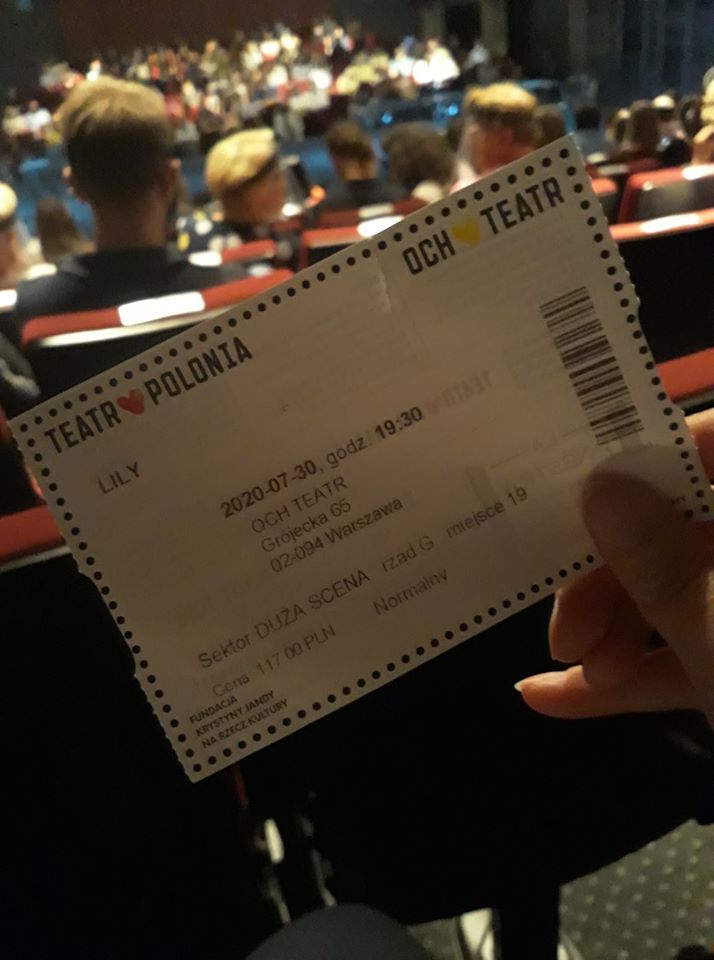 TEATR POLONIA
OCH TEATR
LILY
2020-07-30, godz. 19:30
OCH TEATR
Grójecka 65
02-094 Warszawa
Sektor DUŻA SCENA rzad G miejsce 19
Cena 117.00 PLN Normalny
FUNDACJA
KRYSTYNY JANDY
NA RZECZ KULTURY